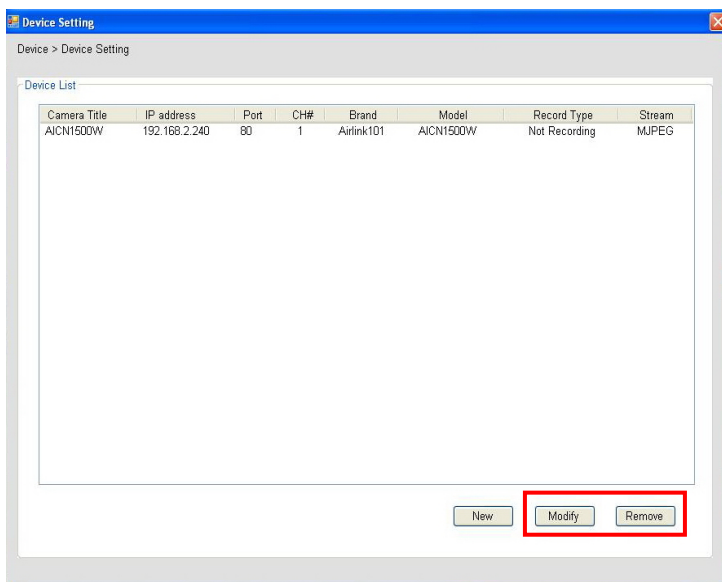 Device Setting
Device > Device Setting
Device List
Camera Title IP address Port CH# Brand Model Record Type Stream
AICN1500W 192.168.2.240 80 1 Airlink101 AICN1500W Not Recording MJPEG
New Modify Remove